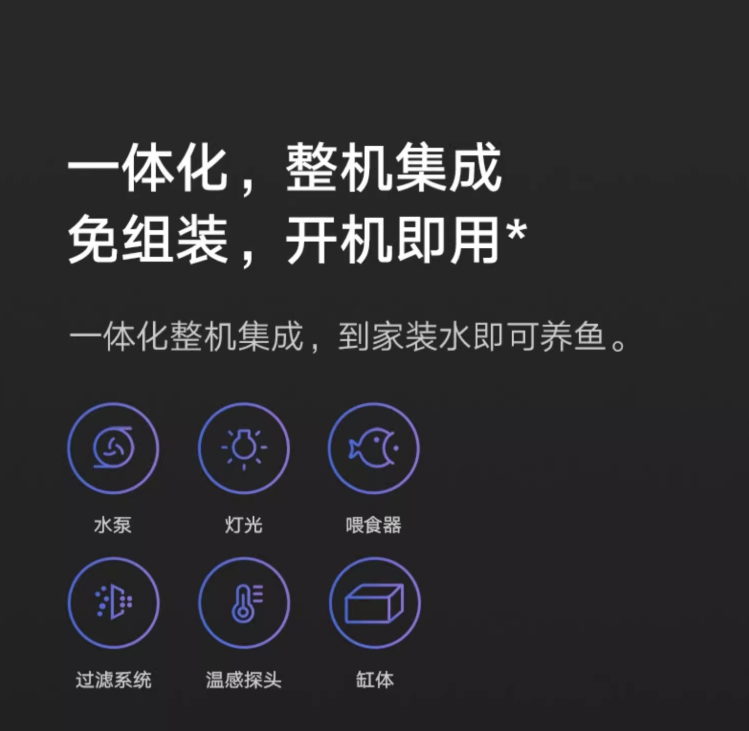 一体化，整机集成
免组装，开机即用*
一体化整机集成，到家装水即可养鱼。
水泵 灯光 喂食器
过滤系统 温感探头 缸体